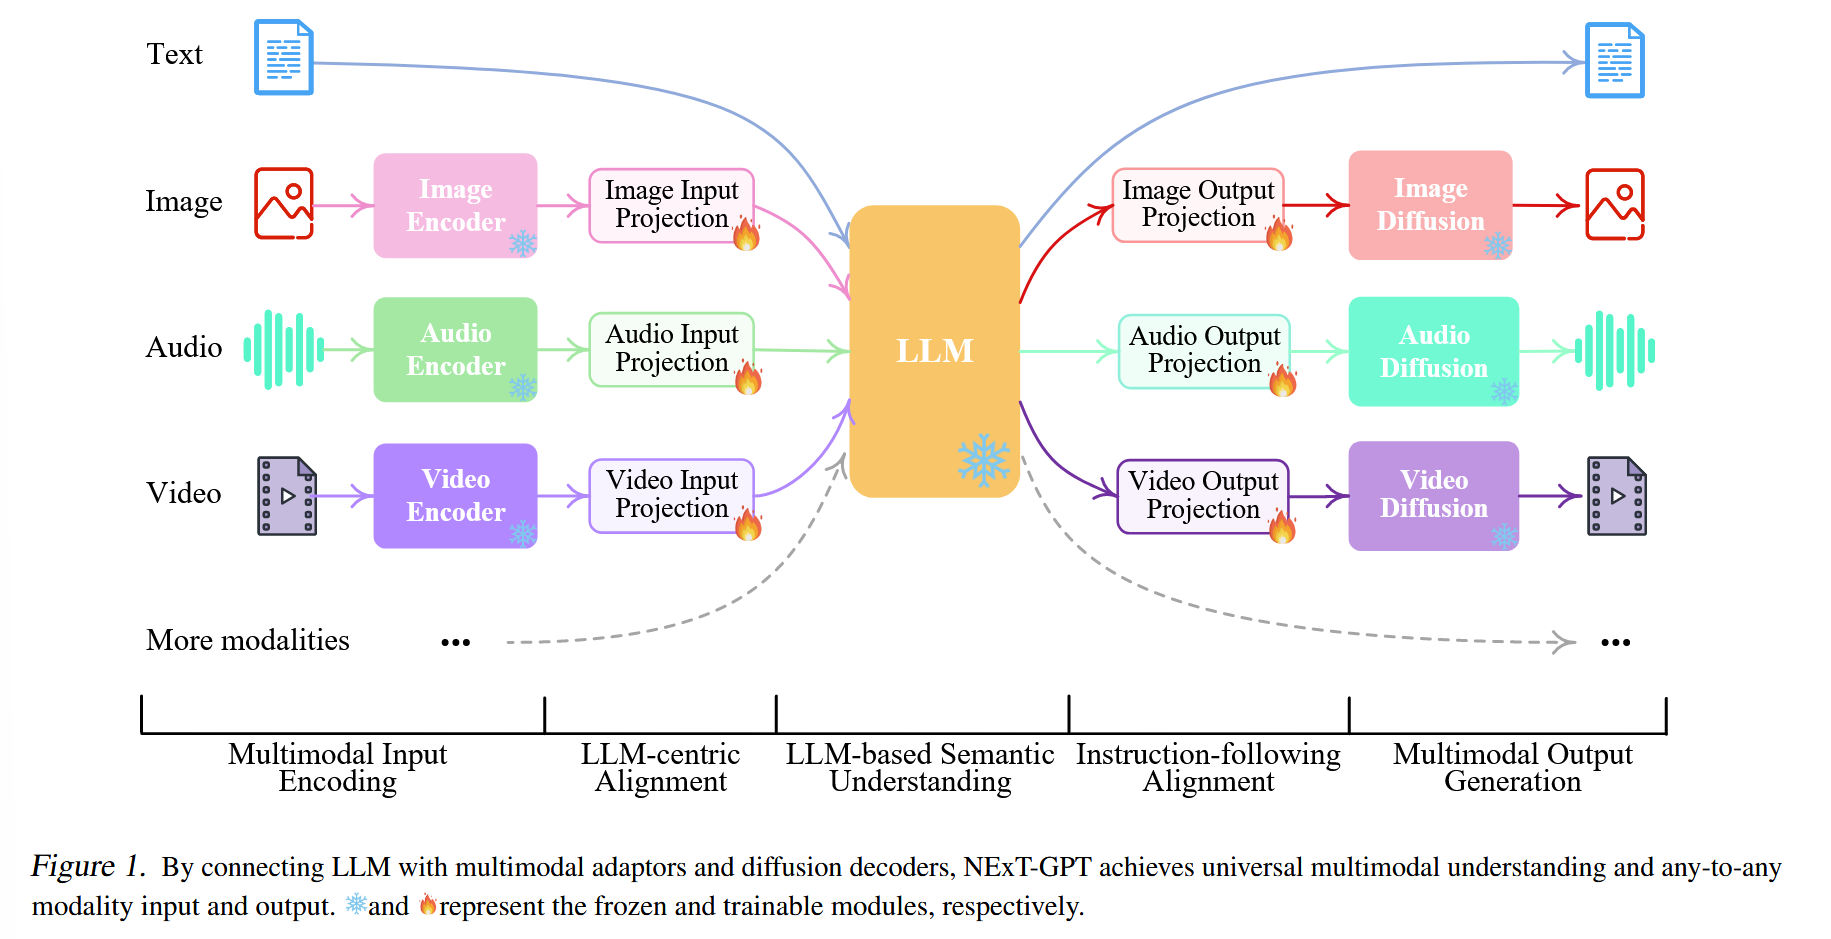 Text
Image
Image
Encoder
Image Input
Projection
Image Output
Projection
Image
Diffusion
Audio
Audio
Encoder
Audio Input
Projection
LLM
Audio Output
Projection
Audio
Diffusion
Video
Video
Encoder
Video Input
Projection
Video Output
Projection
Video
Diffusion
More modalities ... ...
Multimodal Input
Encoding
LLM-centric
Alignment
LLM-based Semantic
Understanding
Instruction-following
Alignment
Multimodal Output
Generation
Figure 1. By connecting LLM with multimodal adaptors and diffusion decoders, NExT-GPT achieves universal multimodal understanding and any-to-any
modality input and output. ❄and 🔥represent the frozen and trainable modules, respectively.